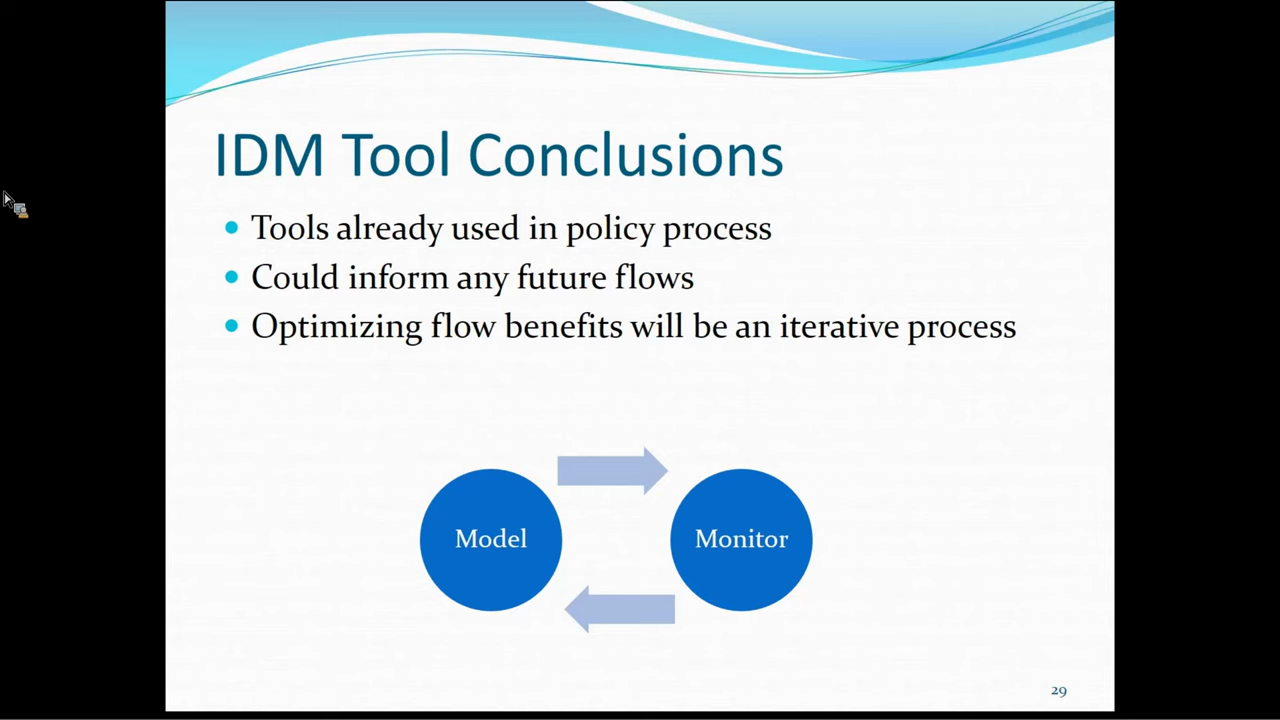 IDM Tool Conclusions
Tools already used in policy process
Could inform any future flows
Optimizing flow benefits will be an iterative process
Model
Monitor
29